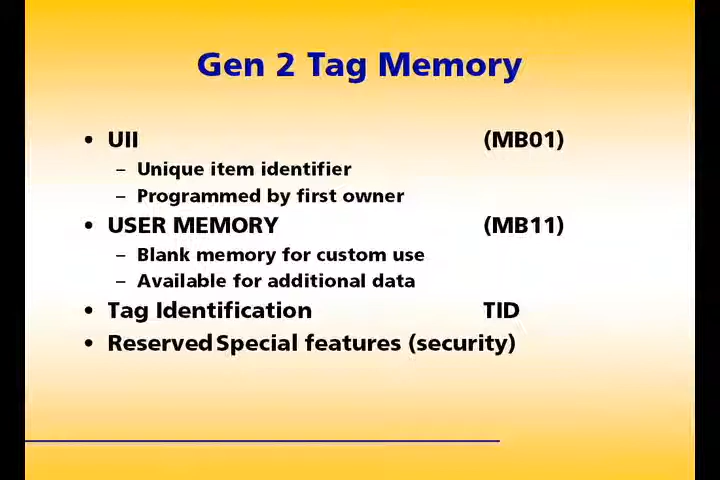 Gen 2 Tag Memory
• UII (MB01)
– Unique item identifier
– Programmed by first owner
• USER MEMORY (MB11)
– Blank memory for custom use
– Available for additional data
• Tag Identification TID
• Reserved Special features (security)